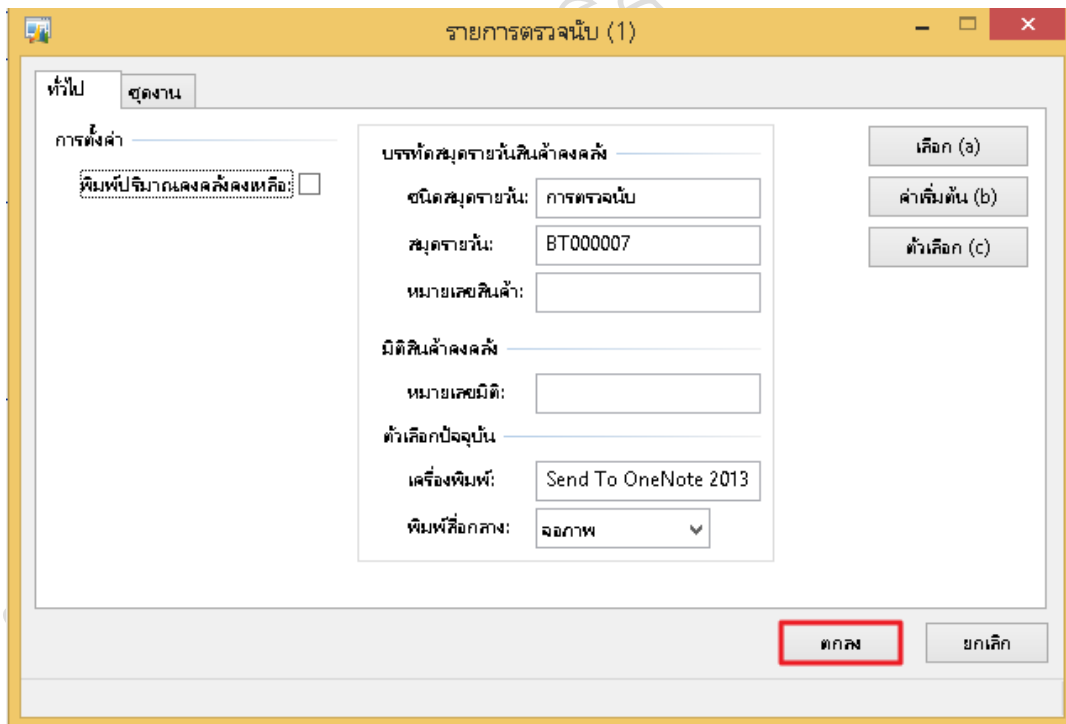 รายการตรวจนับ (1)
ทั่วไป
ชุดงาน
การตั้งค่า
พิมพ์ปริมาณคงคลังคงเหลือ:
บรรทัดสมุดรายวันสินค้าคงคลัง
ชนิดสมุดรายวัน: การตรวจนับ
สมุดรายวัน: BT000007
หมายเลขสินค้า:
มิติสินค้าคงคลัง
หมายเลขมิติ:
ตัวเลือกปัจจุบัน
เครื่องพิมพ์: Send To OneNote 2013
พิมพ์สื่อกลาง: จอภาพ
เลือก (a)
ค่าเริ่มต้น (b)
ตัวเลือก (c)
ตกลง
ยกเลิก